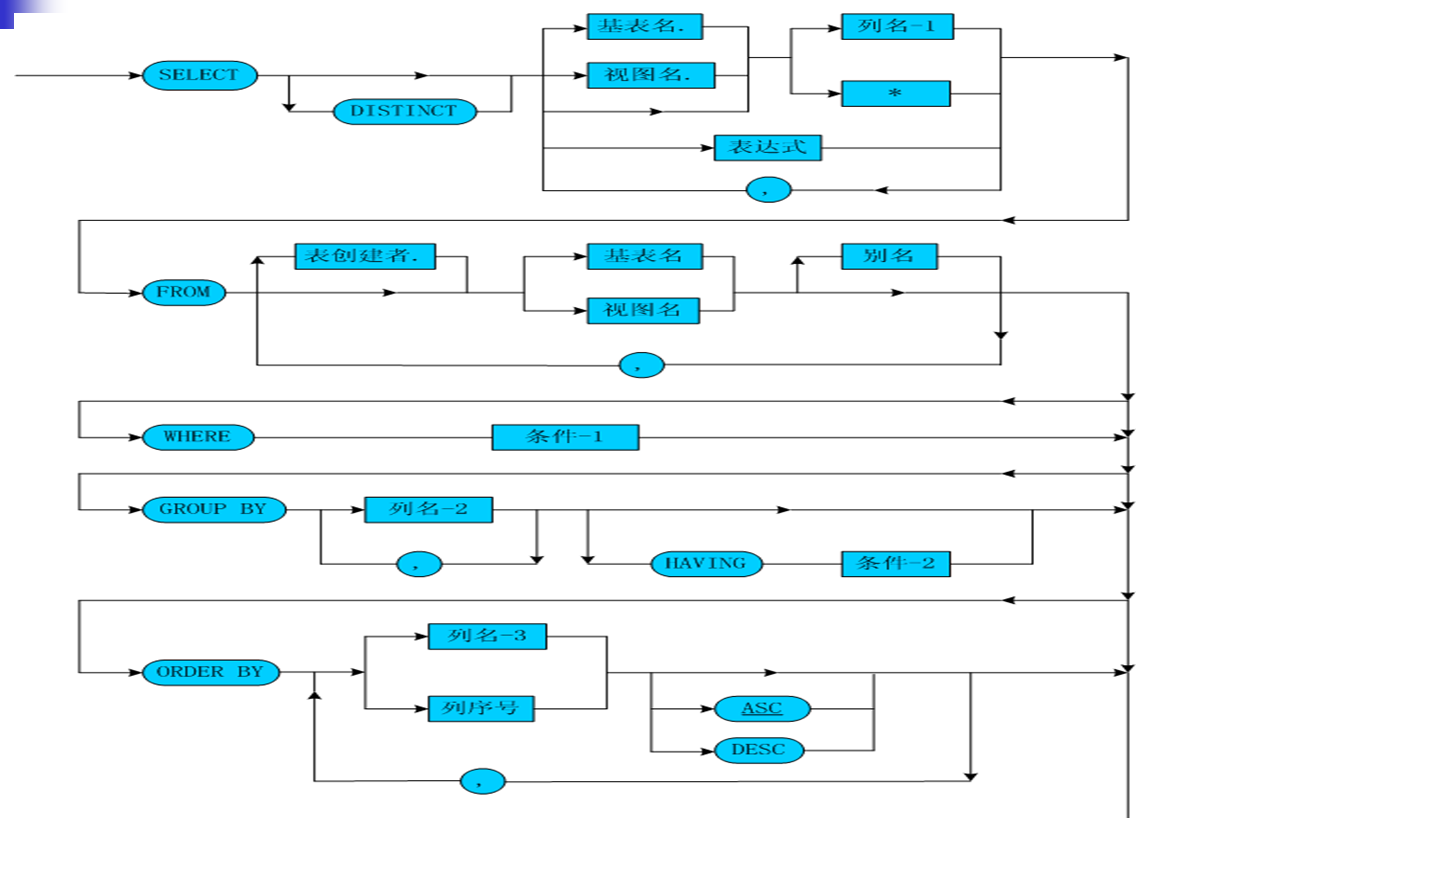 基表名.
列名-1
SELECT
视图名.
DISTINCT
*
表达式
,
表创建者.
基表名
别名
FROM
视图名
,
WHERE
条件-1
GROUP BY
列名-2
,
HAVING
条件-2
列名-3
ORDER BY
列序号
ASC
DESC
,